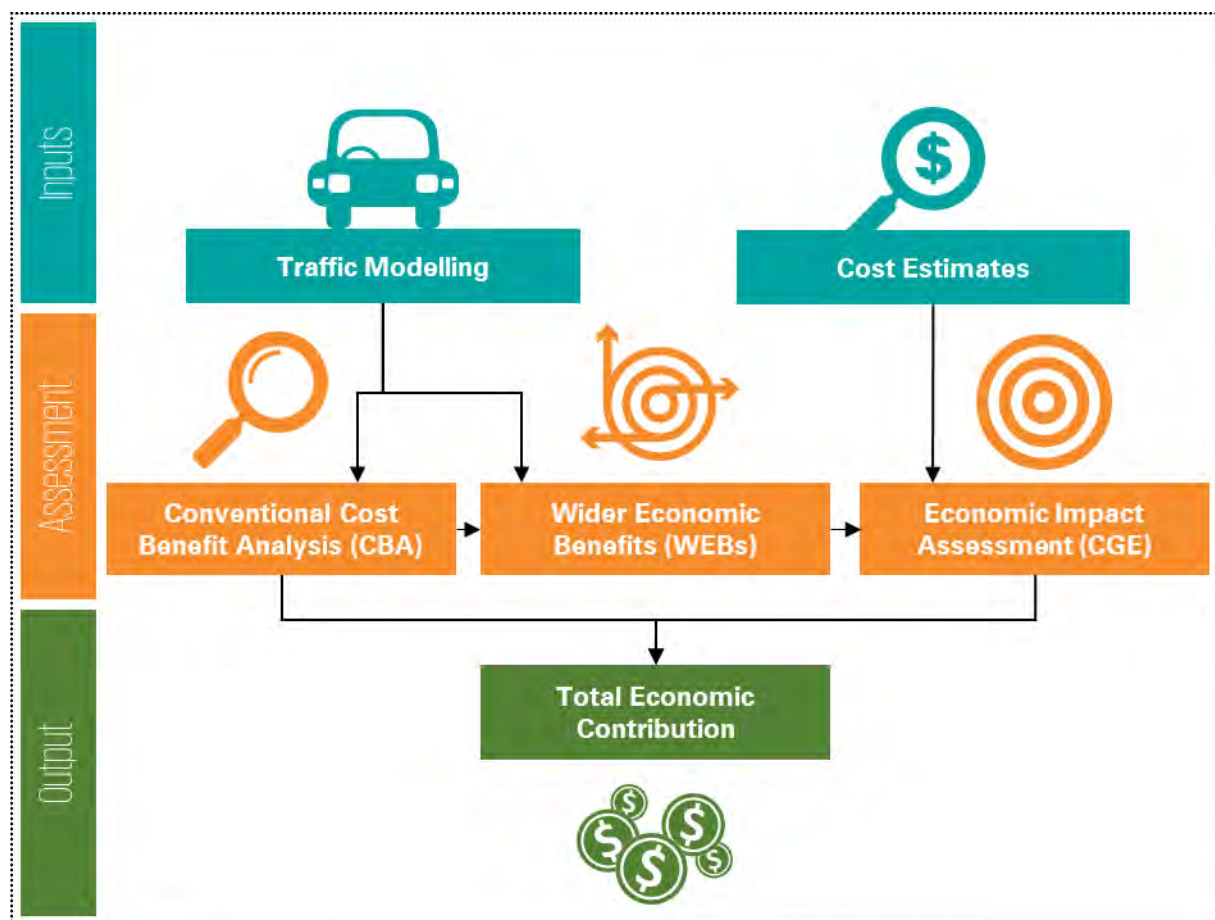 Inputs
Traffic Modelling
$
Cost Estimates
Assessment
Conventional Cost
Benefit Analysis (CBA)
Wider Economic
Benefits (WEBs)
Economic Impact
Assessment (CGE)
Output
Total Economic
Contribution
$
$
$
$
$